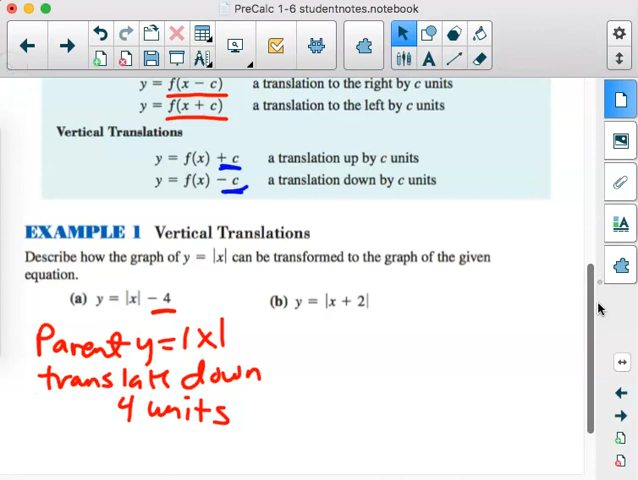 PreCalc 1-6 studentnotes.notebook
y = f(x − c) a translation to the right by c units
y = f(x + c) a translation to the left by c units
Vertical Translations
y = f(x) + c a translation up by c units
y = f(x) − c a translation down by c units
EXAMPLE 1 Vertical Translations
Describe how the graph of y = |x| can be transformed to the graph of the given
equation.
(a) y = |x| − 4 (b) y = |x + 2|
Parent y = |x|
translate down
4 units